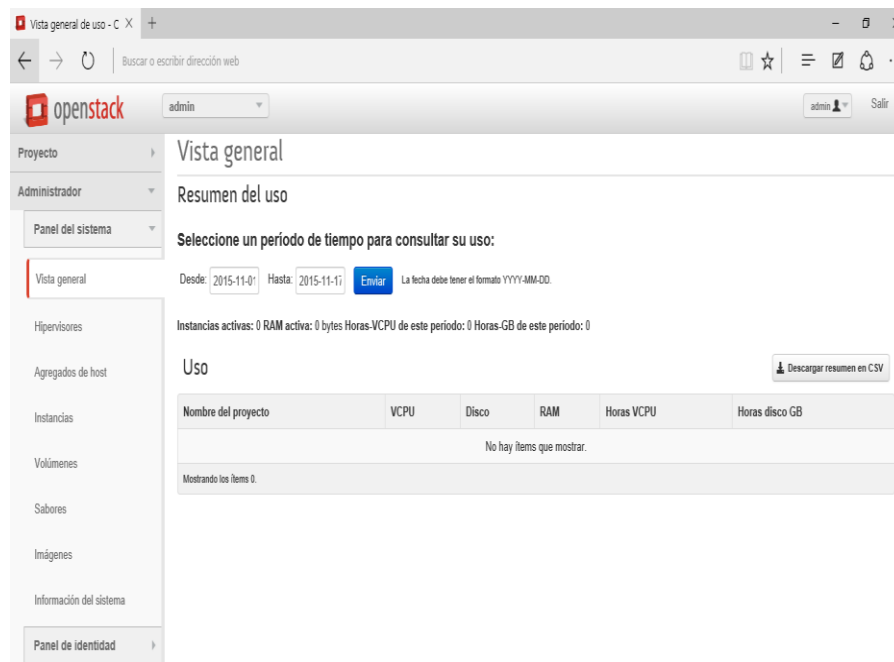 Vista general de uso - C
Buscar o escribir dirección web
openstack
admin
admin
Salir
Proyecto
Administrador
Panel del sistema
Vista general
Hipervisores
Agregados de host
Instancias
Volúmenes
Sabores
Imágenes
Información del sistema
Panel de identidad
Vista general
Resumen del uso
Seleccione un período de tiempo para consultar su uso:
Desde: 2015-11-01 Hasta: 2015-11-17 Enviar La fecha debe tener el formato YYYY-MM-DD.
Instancias activas: 0 RAM activa: 0 bytes Horas-VCPU de este periodo: 0 Horas-GB de este periodo: 0
Uso
Descargar resumen en CSV
Nombre del proyecto VCPU Disco RAM Horas VCPU Horas disco GB
No hay ítems que mostrar.
Mostrando los ítems 0.